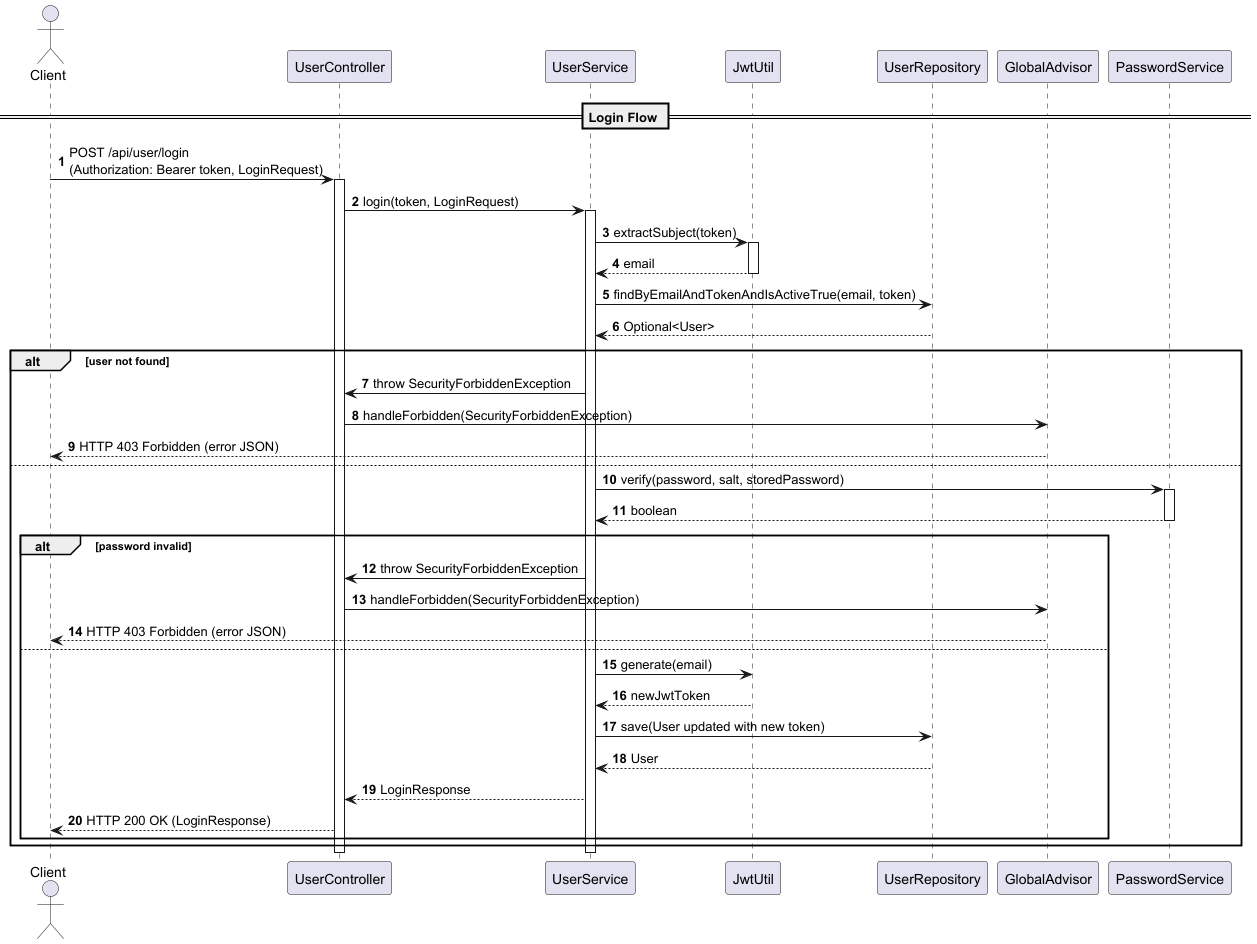 Client
UserController
UserService
JwtUtil
UserRepository
GlobalAdvisor
PasswordService
Login Flow
1 POST /api/user/login
(Authorization: Bearer token, LoginRequest)
2 login(token, LoginRequest)
3 extractSubject(token)
4 email
5 findByEmailAndTokenAndIsActiveTrue(email, token)
6 Optional<User>
alt [user not found]
7 throw SecurityForbiddenException
8 handleForbidden(SecurityForbiddenException)
9 HTTP 403 Forbidden (error JSON)
10 verify(password, salt, storedPassword)
11 boolean
alt [password invalid]
12 throw SecurityForbiddenException
13 handleForbidden(SecurityForbiddenException)
14 HTTP 403 Forbidden (error JSON)
15 generate(email)
16 newJwtToken
17 save(User updated with new token)
18 User
19 LoginResponse
20 HTTP 200 OK (LoginResponse)
Client
UserController
UserService
JwtUtil
UserRepository
GlobalAdvisor
PasswordService